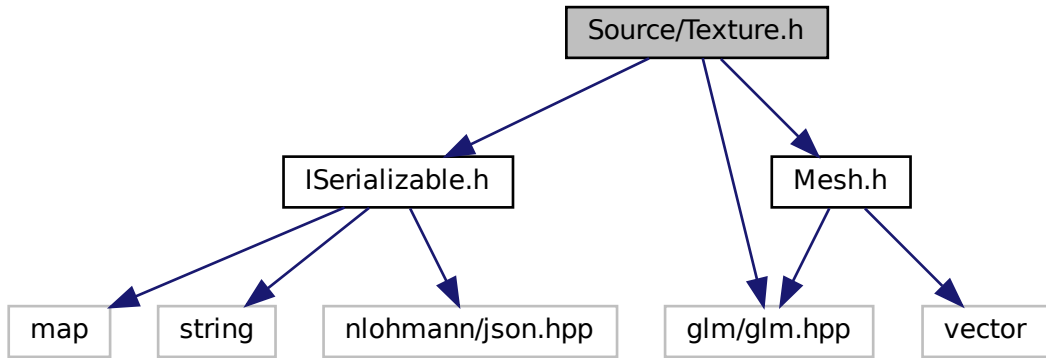 Source/Texture.h
ISerializable.h
Mesh.h
map
string
nlohmann/json.hpp
glm/glm.hpp
vector